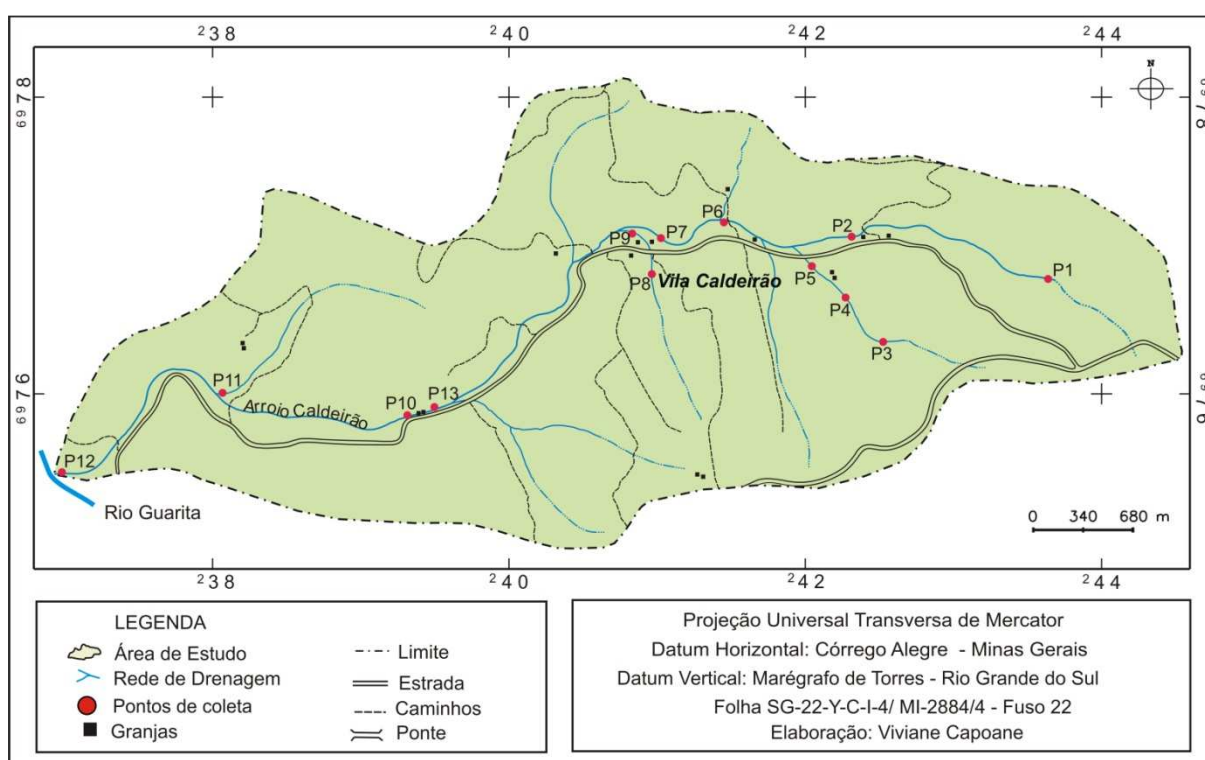 238 240 242 244
6978 6978
N
P6
P9 P7 P2
P8 Vila Caldeirão P5 P1
P4
P3
6976 6976
P11
Arroio Caldeirão P10 P13
P12
Rio Guarita
0 340 680 m
238 240 242 244
LEGENDA
Área de Estudo
Rede de Drenagem
Pontos de coleta
Granjas
Limite
Estrada
Caminhos
Ponte
Projeção Universal Transversa de Mercator
Datum Horizontal: Córrego Alegre - Minas Gerais
Datum Vertical: Marégrafo de Torres - Rio Grande do Sul
Folha SG-22-Y-C-I-4/ MI-2884/4 - Fuso 22
Elaboração: Viviane Capoane